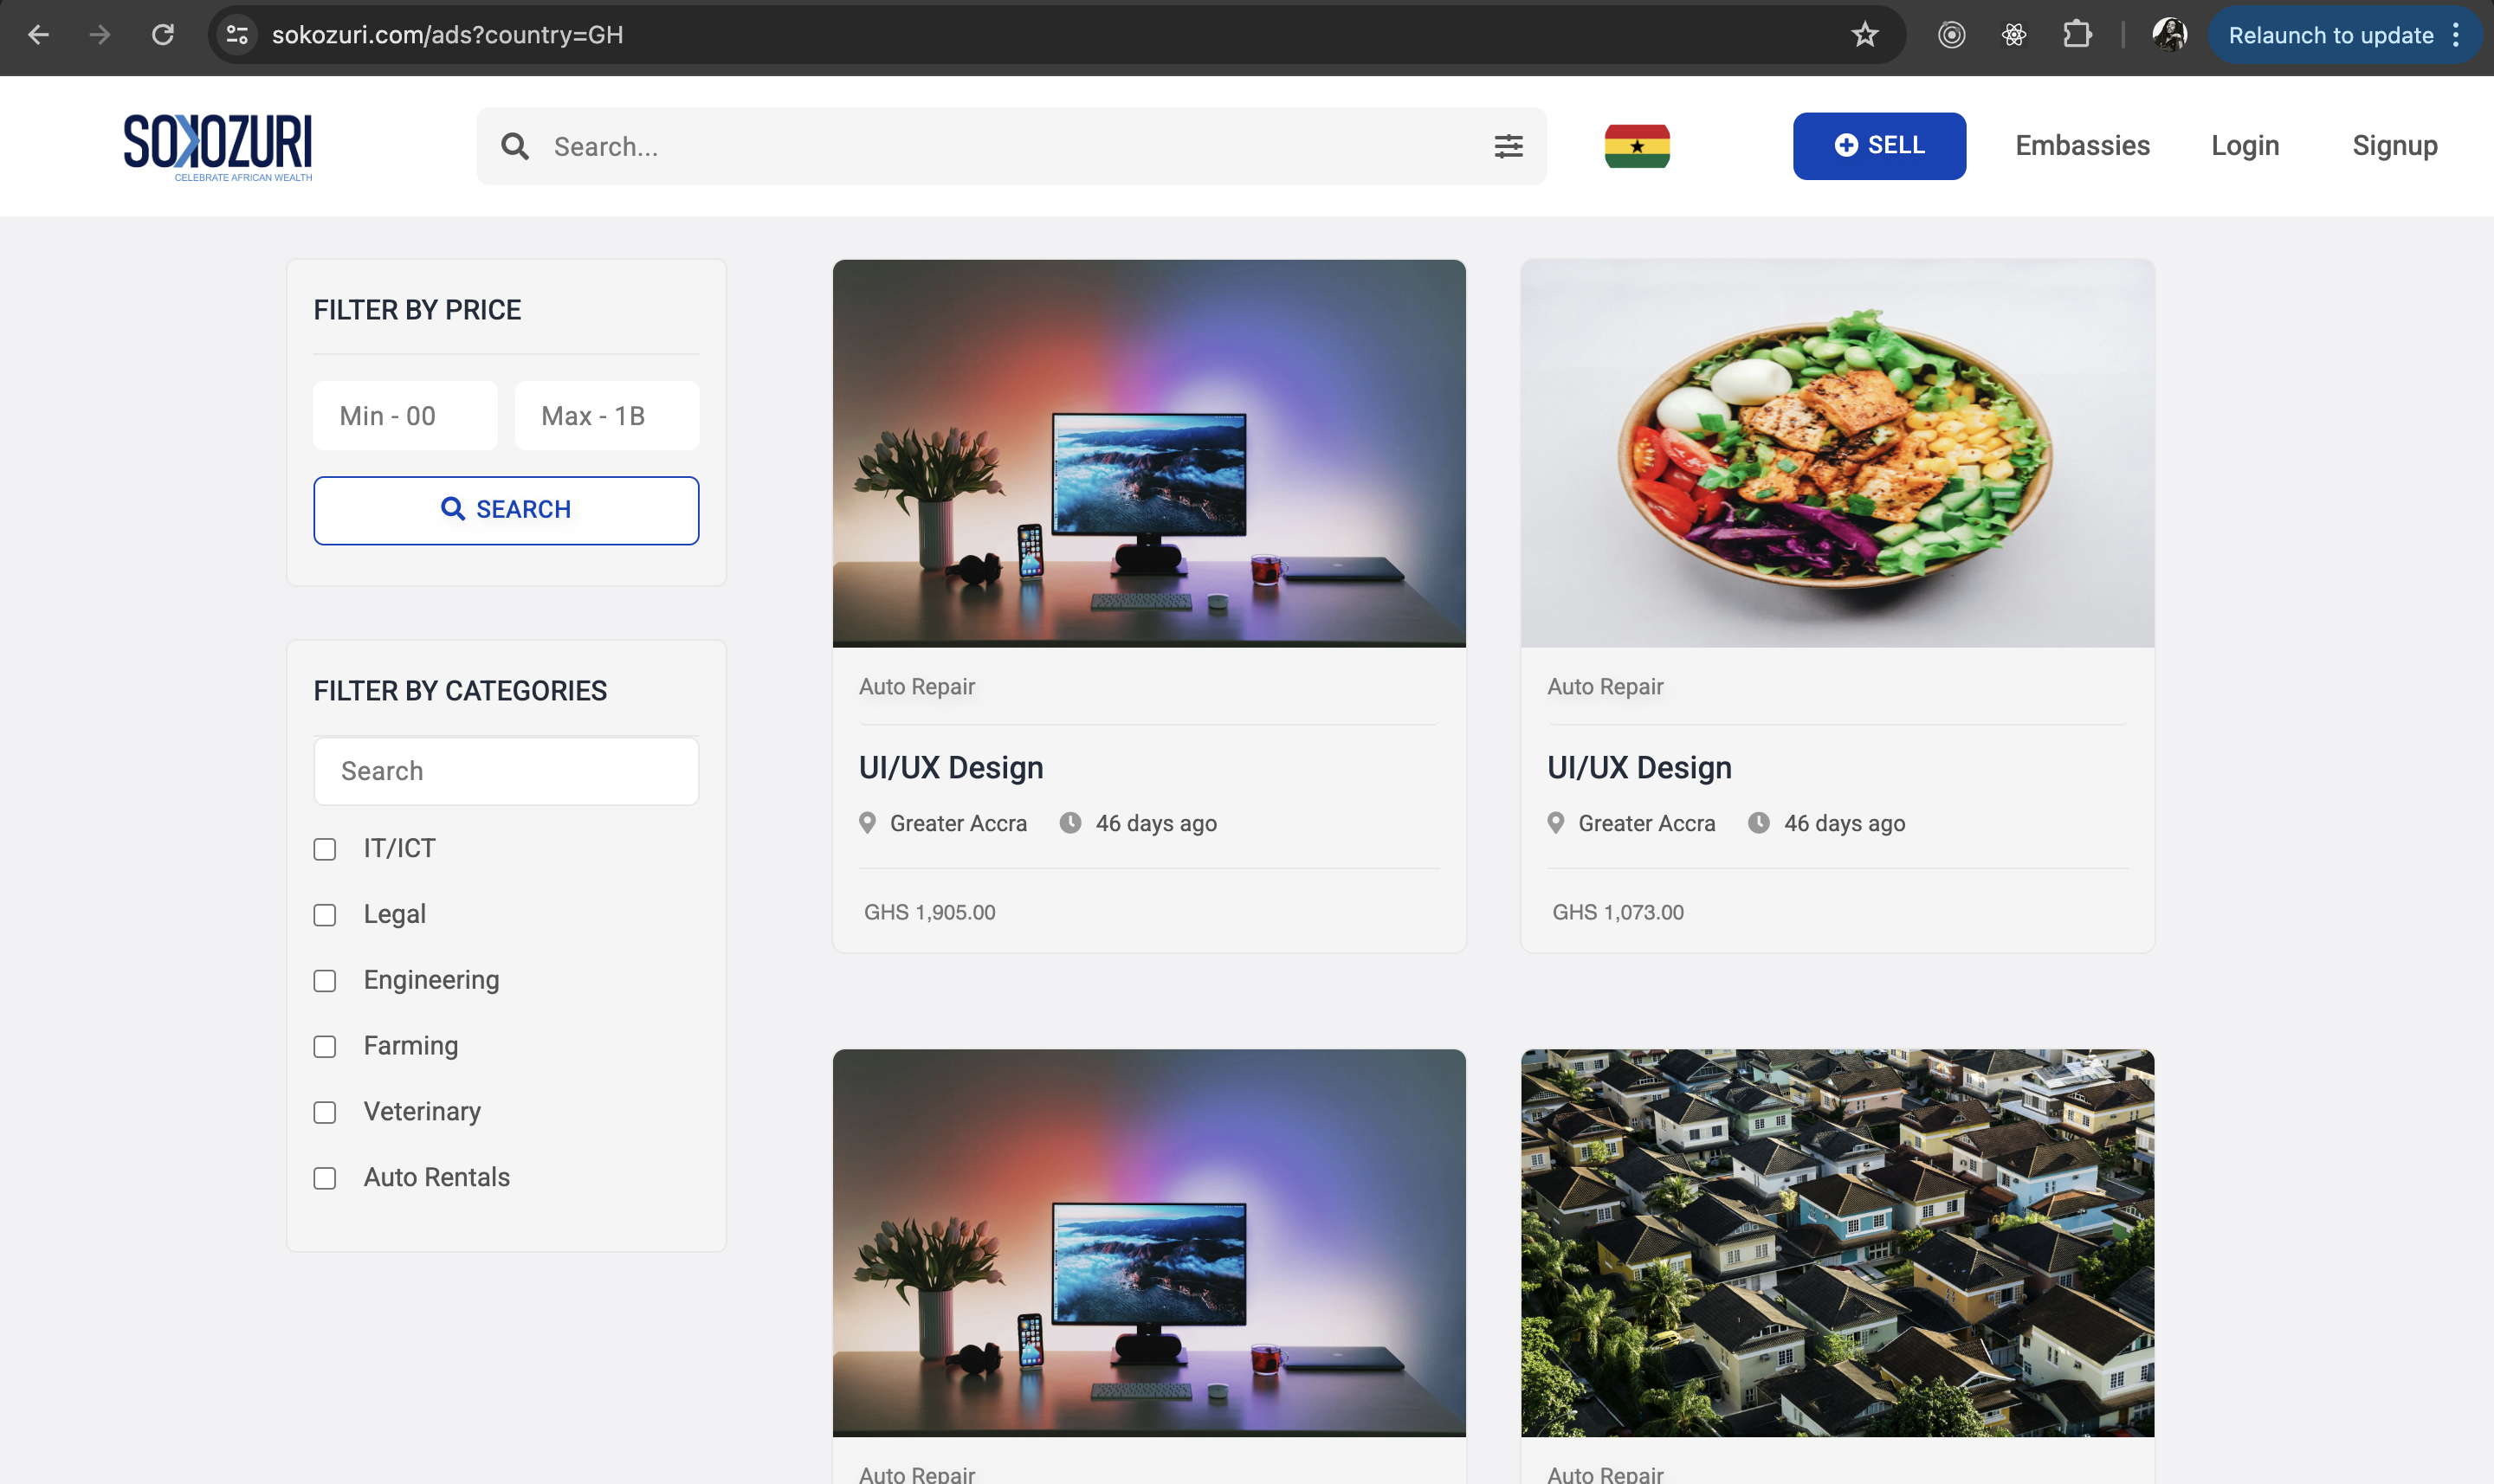 sokozuri.com/ads?country=GH
Relaunch to update
SOKOZURI
CELEBRATE AFRICAN WEALTH
Search...
SELL
Embassies
Login
Signup
FILTER BY PRICE
Min - 00
Max - 1B
SEARCH
FILTER BY CATEGORIES
Search
IT/ICT
Legal
Engineering
Farming
Veterinary
Auto Rentals
Auto Repair
UI/UX Design
Greater Accra
46 days ago
GHS 1,905.00
Auto Repair
UI/UX Design
Greater Accra
46 days ago
GHS 1,073.00
Auto Repair
Auto Repair